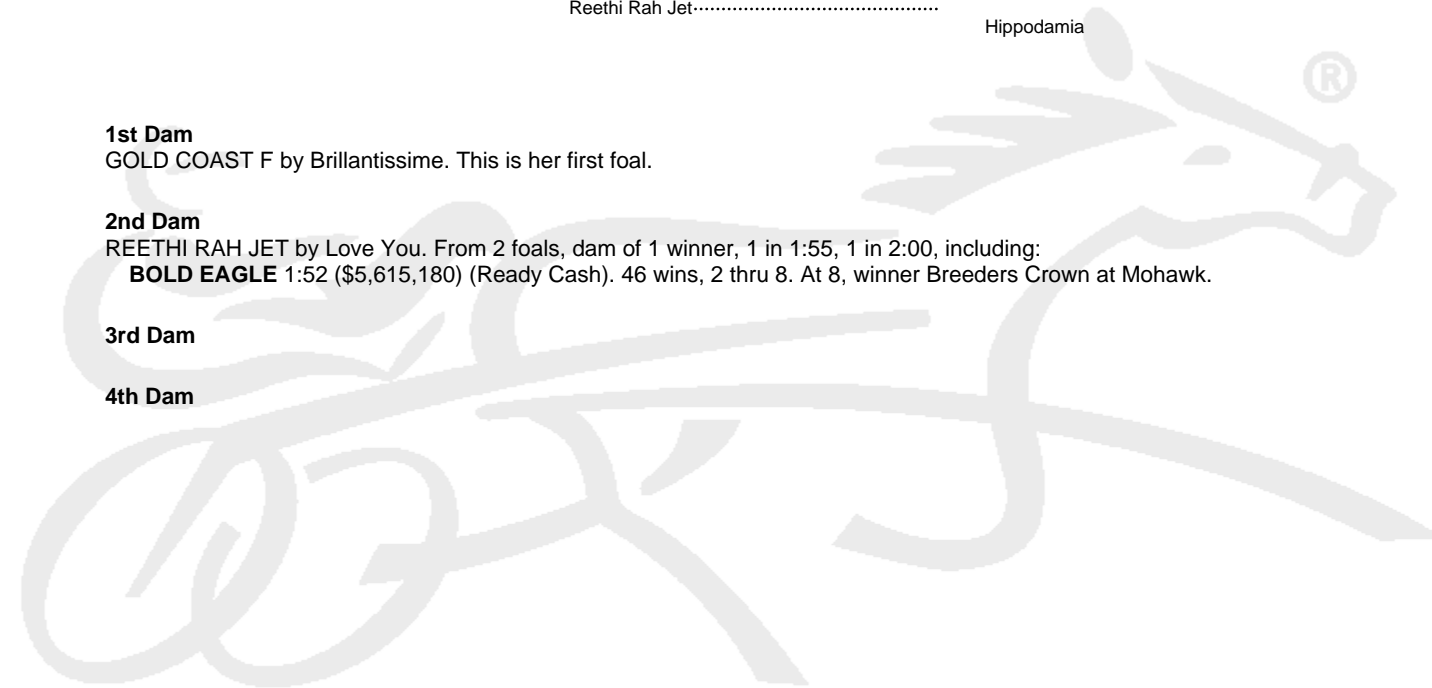 Reethi Rah Jet............................................
Hippodamia
®
1st Dam
GOLD COAST F by Brillantissime. This is her first foal.
2nd Dam
REETHI RAH JET by Love You. From 2 foals, dam of 1 winner, 1 in 1:55, 1 in 2:00, including:
BOLD EAGLE 1:52 ($5,615,180) (Ready Cash). 46 wins, 2 thru 8. At 8, winner Breeders Crown at Mohawk.
3rd Dam
4th Dam